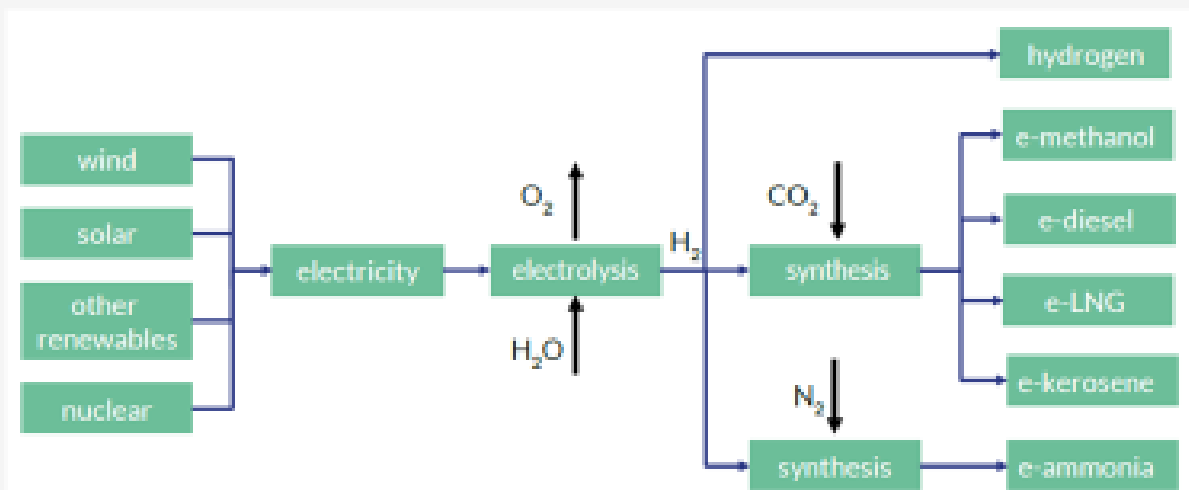 hydrogen
e-methanol
wind
O₂
CO₂
e-diesel
solar
H₂
electricity
electrolysis
synthesis
other
renewables
e-LNG
H₂O
nuclear
N₂
e-kerosene
synthesis
e-ammonia